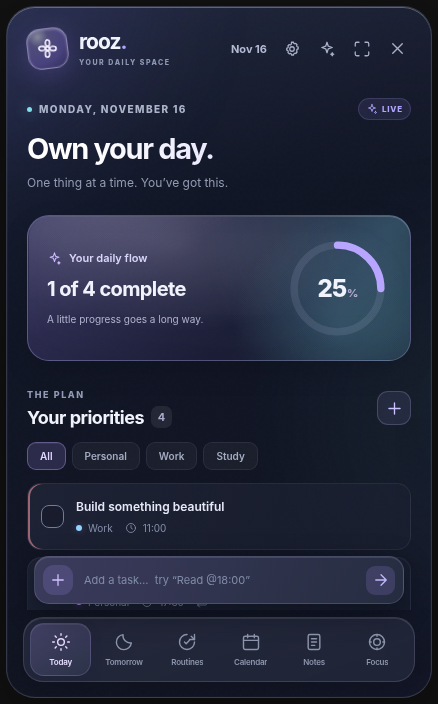 rooz.
YOUR DAILY SPACE
Nov 16
MONDAY, NOVEMBER 16
LIVE
Own your day.
One thing at a time. You’ve got this.
Your daily flow
1 of 4 complete
A little progress goes a long way.
25%
THE PLAN
Your priorities 4
All Personal Work Study
Build something beautiful
Work 11:00
Add a task… try “Read @18:00”
Today Tomorrow Routines Calendar Notes Focus